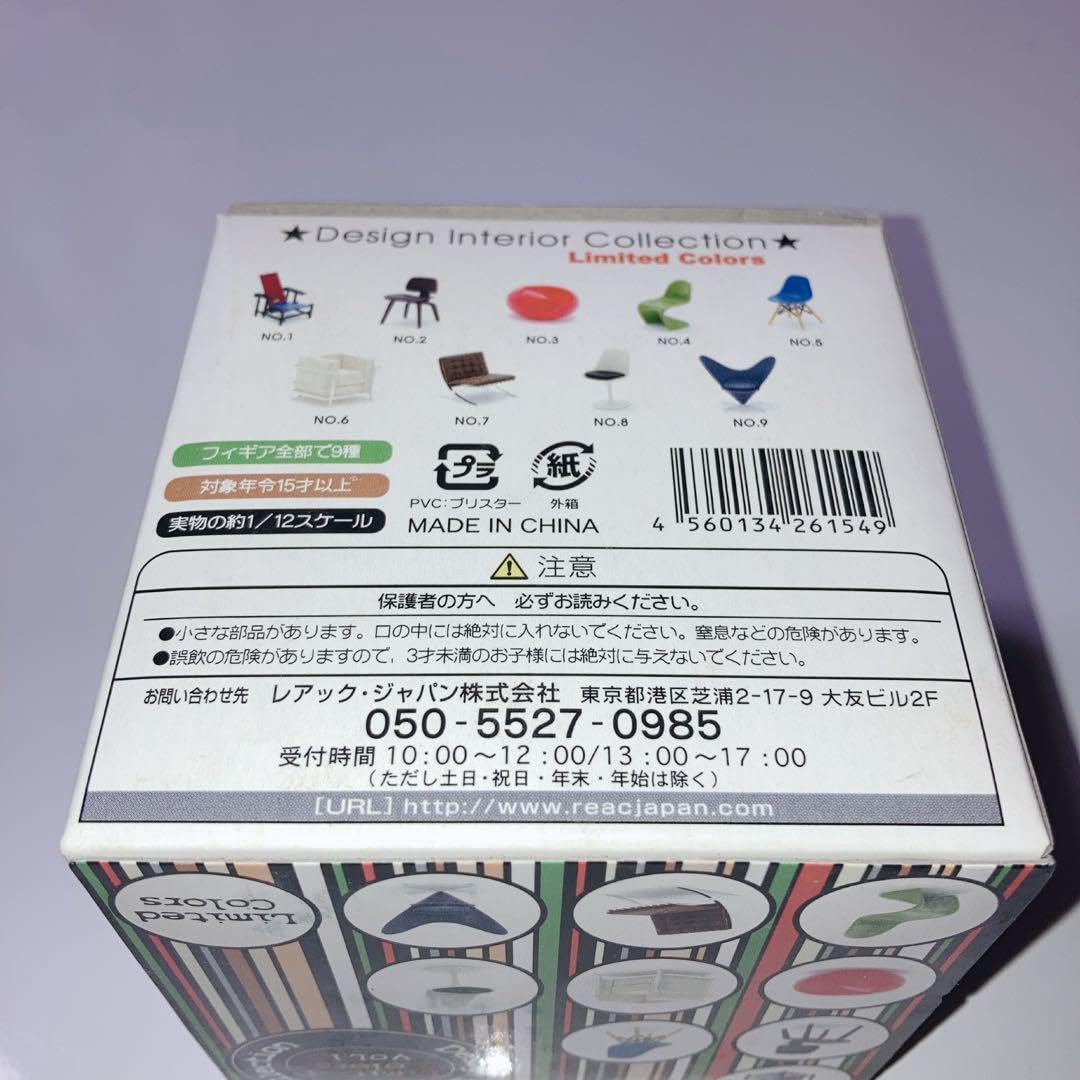 ★Design Interior Collection★
Limited Colors
NO.1
NO.2
NO.3
NO.4
NO.5
NO.6
NO.7
NO.8
NO.9
フィギア全部で9種
対象年令15才以上
実物の約1/12スケール
プラ
紙
PVC:ブリスター
外箱
MADE IN CHINA
4 560134 261549
注意
保護者の方へ 必ずお読みください。
●小さな部品があります。口の中には絶対に入れないでください。窒息などの危険があります。
●誤飲の危険がありますので，3才未満のお子様には絶対に与えないでください。
お問い合わせ先 レアック・ジャパン株式会社 東京都港区芝浦2-17-9 大友ビル2F
050-5527-0985
受付時間 10:00～12:00/13:00～17:00
(ただし土日・祝日・年末・年始は除く)
[URL] http://www.reacjapan.com
Limited
Colors
VOL.1